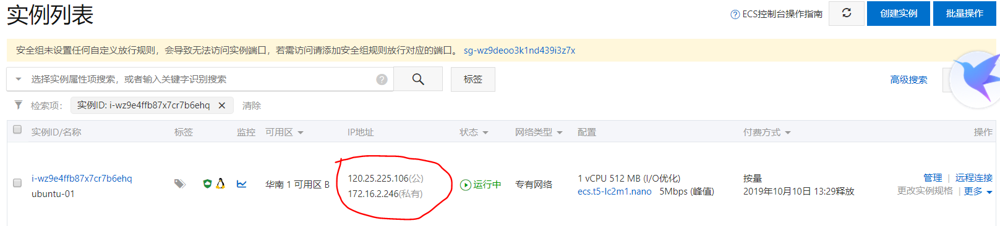 实例列表
ECS控制台操作指南
创建实例
批量操作
安全组未设置任何自定义放行规则，会导致无法访问实例端口，若需访问请添加安全组规则放行对应的端口。 sg-wz9deoo3k1nd439i3z7x
选择实例属性项搜索，或者输入关键字识别搜索
标签
高级搜索
检索项： 实例ID: i-wz9e4ffb87x7cr7b6ehq 清除
实例ID/名称 标签 监控 可用区 IP地址 状态 网络类型 配置 付费方式 操作
i-wz9e4ffb87x7cr7b6ehq
ubuntu-01
华南 1 可用区 B
120.25.225.106(公)
172.16.2.246(私有)
运行中
专有网络
1 vCPU 512 MB (I/O优化)
ecs.t5-lc2m1.nano 5Mbps (峰值)
按量
2019年10月10日 13:29释放
管理 | 远程连接
更改实例规格 | 更多